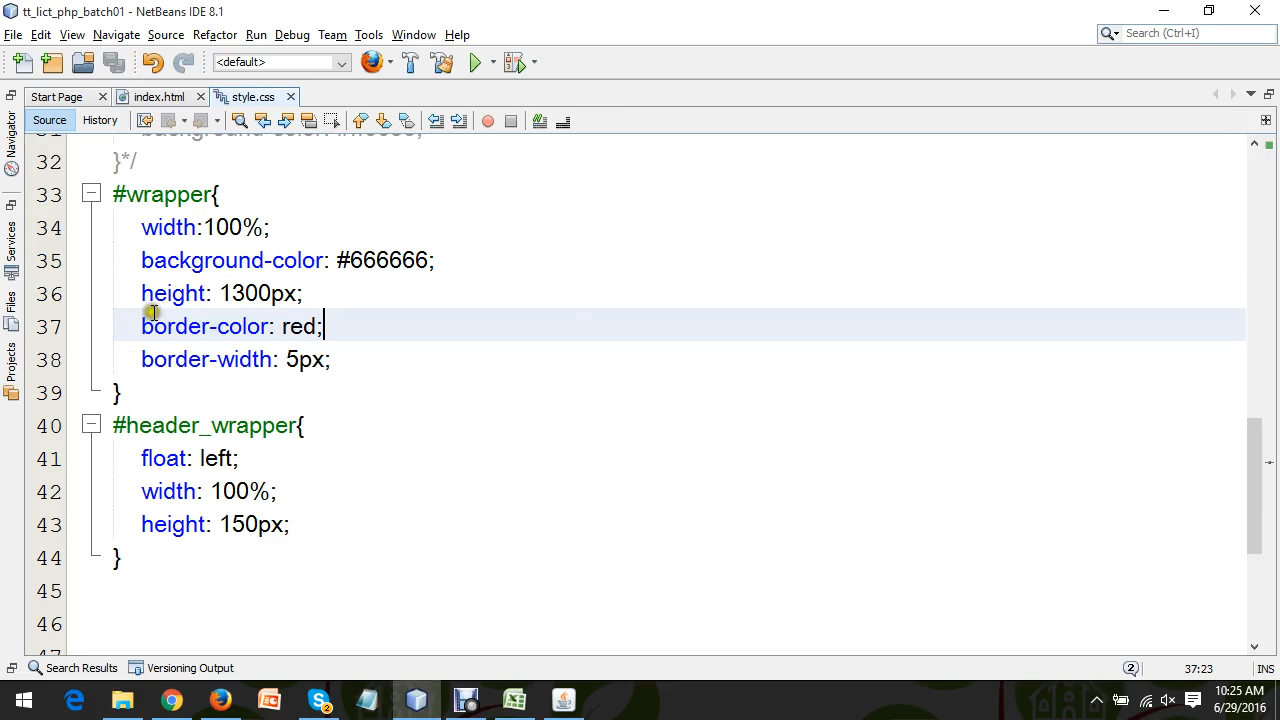 tt_lict_php_batch01 - NetBeans IDE 8.1
File Edit View Navigate Source Refactor Run Debug Team Tools Window Help
Search (Ctrl+I)
<default>
Start Page index.html style.css
Source History
Navigator
Services
Files
Projects
32 }*/
33 #wrapper{
34 width:100%;
35 background-color: #666666;
36 height: 1300px;
37 border-color: red;
38 border-width: 5px;
39 }
40 #header_wrapper{
41 float: left;
42 width: 100%;
43 height: 150px;
44 }
45
46
Search Results Versioning Output
2 37:23 INS
2
10:25 AM
6/29/2016